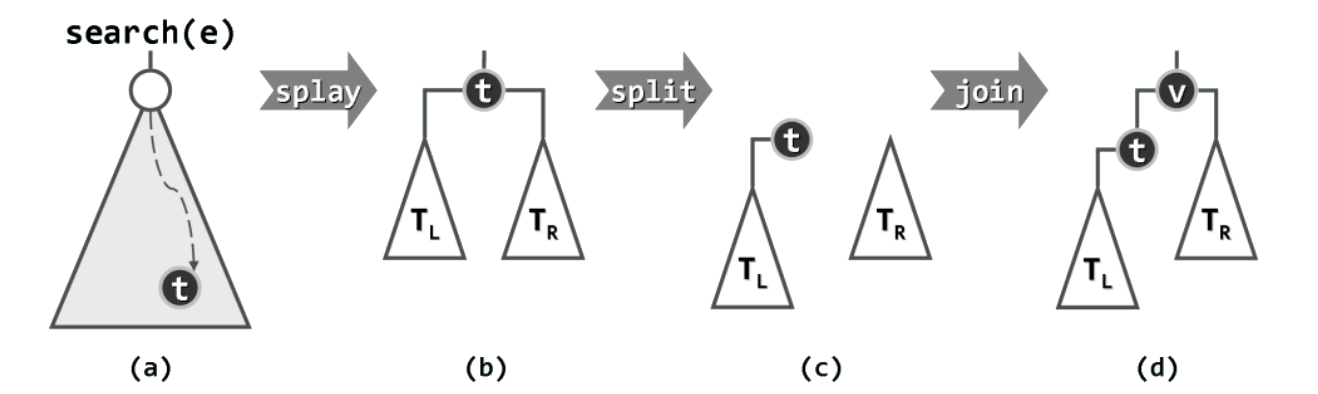 search(e)
splay
split
join
t
t
t
v
t
T_L
T_R
T_L
T_R
T_L
T_R
(a)
(b)
(c)
(d)